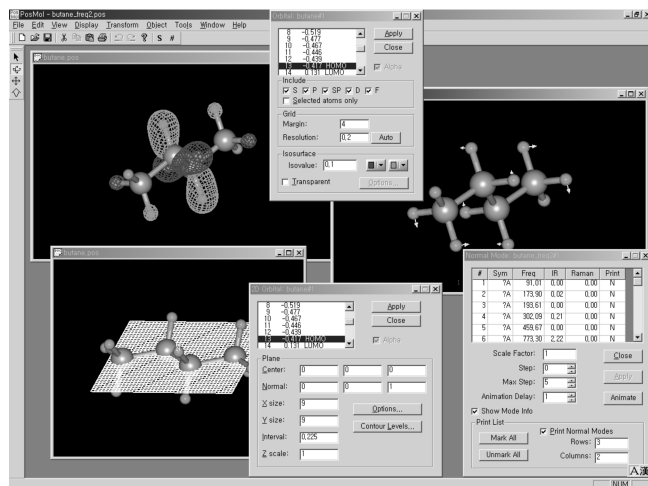 PosMol - butane_freq2.pos
File Edit View Display Transform Object Tools Window Help
S #
butane.pos
Orbital: butane#1
8 -0.519
9 -0.477
10 -0.467
11 -0.446
12 -0.439
13 -0.417 HOMO
14 0.131 LUMO
Apply
Close
Alpha
Include
S P SP D F
Selected atoms only
Grid
Margin: 4
Resolution: 0,2 Auto
Isosurface
Isovalue: 0,1
Transparent Options...
butane.pos
2D Orbital: butane#1
8 -0.519
9 -0.477
10 -0.467
11 -0.446
12 -0.439
13 -0.417 HOMO
14 0.131 LUMO
Apply
Close
Alpha
Plane
Center: 0 0 0
Normal: 0 0 1
X size: 9
Y size: 9
Interval: 0,225
Z scale: 1
Options...
Contour Levels...
Normal Mode: butane_freq2#1
# Sym Freq IR Raman Print
1 ?A 91,01 0,00 0,00 N
2 ?A 173,90 0,02 0,00 N
3 ?A 193,61 0,00 0,00 N
4 ?A 302,09 0,21 0,00 N
5 ?A 459,67 0,00 0,00 N
6 ?A 773,30 2,22 0,00 N
Scale Factor: 1 Close
Step: 0
Max Step: 5 Apply
Animation Delay: 1 Animate
Show Mode Info
Print List
Mark All
Unmark All
Print Normal Modes
Rows: 3
Columns: 2
A漢
NUM